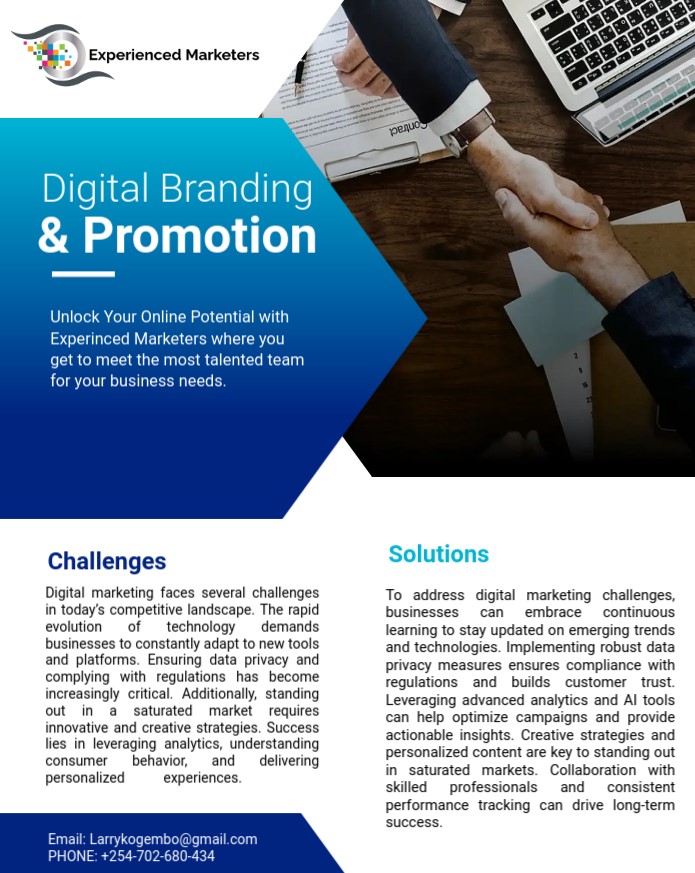 Experienced Marketers
Contract
Digital Branding
& Promotion
Unlock Your Online Potential with
Experinced Marketers where you
get to meet the most talented team
for your business needs.
Challenges
Digital marketing faces several challenges
in today’s competitive landscape. The rapid
evolution of technology demands
businesses to constantly adapt to new tools
and platforms. Ensuring data privacy and
complying with regulations has become
increasingly critical. Additionally, standing
out in a saturated market requires
innovative and creative strategies. Success
lies in leveraging analytics, understanding
consumer behavior, and delivering
personalized experiences.
Solutions
To address digital marketing challenges,
businesses can embrace continuous
learning to stay updated on emerging trends
and technologies. Implementing robust data
privacy measures ensures compliance with
regulations and builds customer trust.
Leveraging advanced analytics and AI tools
can help optimize campaigns and provide
actionable insights. Creative strategies and
personalized content are key to standing out
in saturated markets. Collaboration with
skilled professionals and consistent
performance tracking can drive long-term
success.
Email: Larrykogembo@gmail.com
PHONE: +254-702-680-434